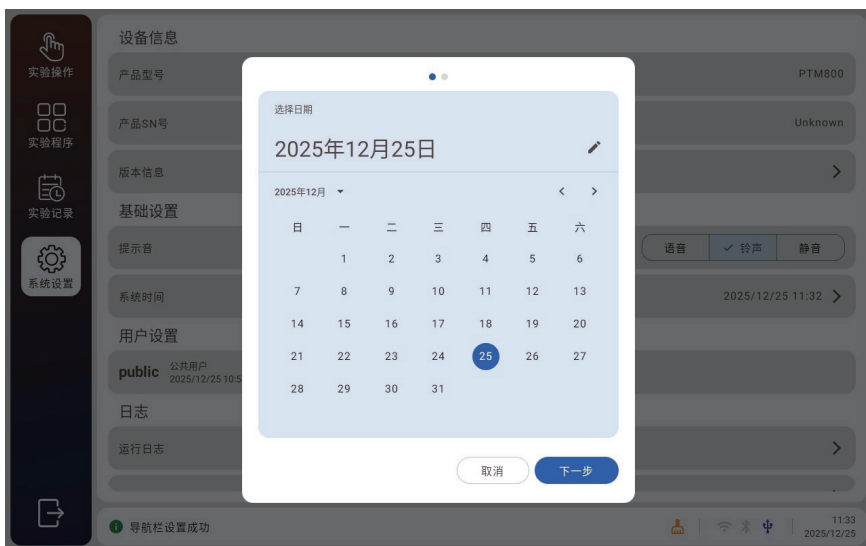 实验操作
实验程序
实验记录
系统设置
设备信息
产品型号
PTM800
产品SN号
Unknown
版本信息
基础设置
提示音
语音
铃声
静音
系统时间
2025/12/25 11:32
用户设置
public
公共用户
2025/12/25 10:5
日志
运行日志
选择日期
2025年12月25日
2025年12月
日 一 二 三 四 五 六
1 2 3 4 5 6
7 8 9 10 11 12 13
14 15 16 17 18 19 20
21 22 23 24 25 26 27
28 29 30 31
取消
下一步
导航栏设置成功
11:33
2025/12/25